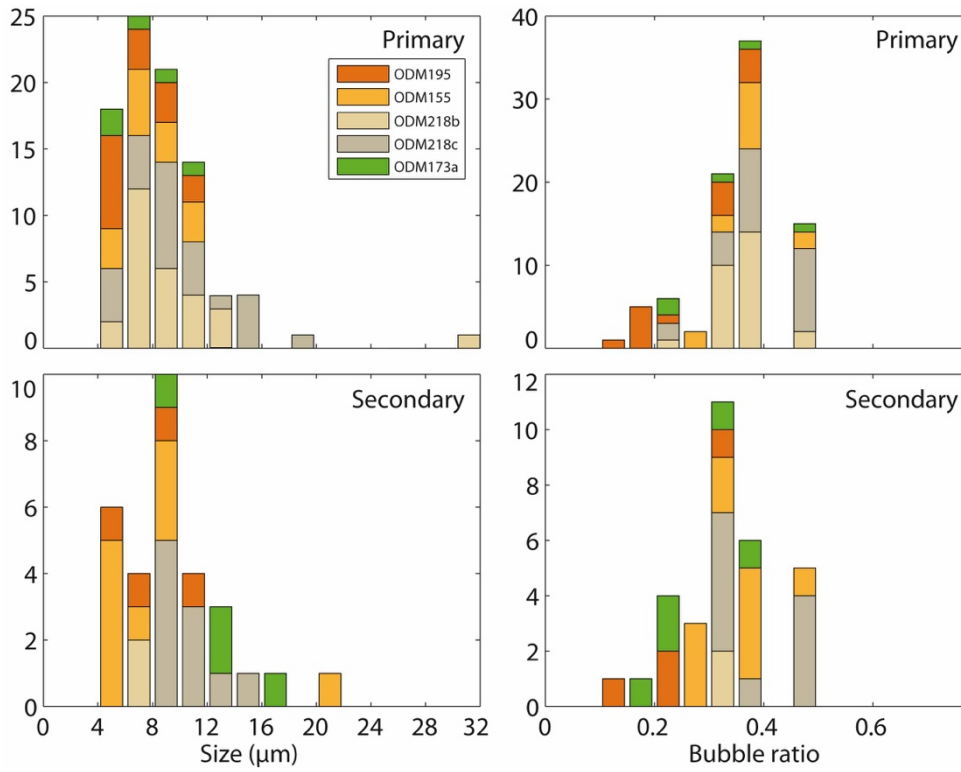 25
20
15
10
5
0
Primary
ODM195
ODM155
ODM218b
ODM218c
ODM173a
40
30
20
10
0
Primary
10
8
6
4
2
0
Secondary
0 4 8 12 16 20 24 28 32
Size (µm)
12
10
8
6
4
2
0
Secondary
0 0.2 0.4 0.6
Bubble ratio